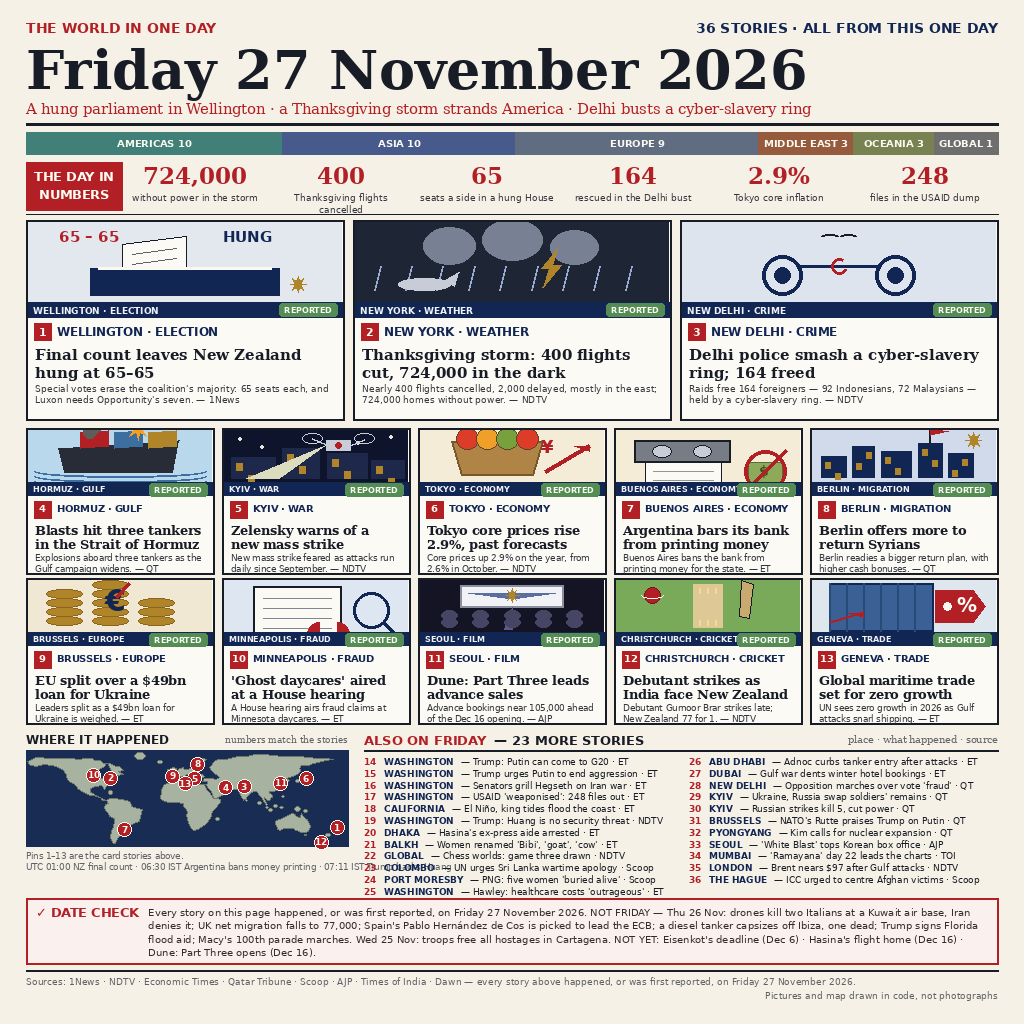 THE WORLD IN ONE DAY
36 STORIES · ALL FROM THIS ONE DAY
Friday 27 November 2026
A hung parliament in Wellington · a Thanksgiving storm strands America · Delhi busts a cyber-slavery ring
AMERICAS 10
ASIA 10
EUROPE 9
MIDDLE EAST 3
OCEANIA 3
GLOBAL 1
THE DAY IN
NUMBERS
724,000
without power in the storm
400
Thanksgiving flights
cancelled
65
seats a side in a hung House
164
rescued in the Delhi bust
2.9%
Tokyo core inflation
248
files in the USAID dump
65 – 65
HUNG
WELLINGTON · ELECTION
REPORTED
1 WELLINGTON · ELECTION
Final count leaves New Zealand
hung at 65–65
Special votes erase the coalition's majority: 65 seats each, and
Luxon needs Opportunity's seven. — 1News
NEW YORK · WEATHER
REPORTED
2 NEW YORK · WEATHER
Thanksgiving storm: 400 flights
cut, 724,000 in the dark
Nearly 400 flights cancelled, 2,000 delayed, mostly in the east;
724,000 homes without power. — NDTV
NEW DELHI · CRIME
REPORTED
3 NEW DELHI · CRIME
Delhi police smash a cyber-slavery
ring; 164 freed
Raids free 164 foreigners — 92 Indonesians, 72 Malaysians —
held by a cyber-slavery ring. — NDTV
HORMUZ · GULF
REPORTED
4 HORMUZ · GULF
Blasts hit three tankers
in the Strait of Hormuz
Explosions aboard three tankers as the
Gulf campaign widens. — QT
KYIV · WAR
REPORTED
5 KYIV · WAR
Zelensky warns of a
new mass strike
New mass strike feared as attacks run
daily since September. — NDTV
¥
TOKYO · ECONOMY
REPORTED
6 TOKYO · ECONOMY
Tokyo core prices rise
2.9%, past forecasts
Core prices up 2.9% on the year, from
2.6% in October. — NDTV
$
BUENOS AIRES · ECONOM
REPORTED
7 BUENOS AIRES · ECONOMY
Argentina bars its bank
from printing money
Buenos Aires bans the bank from
printing money for the state. — ET
BERLIN · MIGRATION
REPORTED
8 BERLIN · MIGRATION
Berlin offers more to
return Syrians
Berlin readies a bigger return plan, with
higher cash bonuses. — QT
€
BRUSSELS · EUROPE
REPORTED
9 BRUSSELS · EUROPE
EU split over a $49bn
loan for Ukraine
Leaders split as a $49bn loan for
Ukraine is weighed. — ET
MINNEAPOLIS · FRAUD
REPORTED
10 MINNEAPOLIS · FRAUD
'Ghost daycares' aired
at a House hearing
A House hearing airs fraud claims at
Minnesota daycares. — ET
SEOUL · FILM
REPORTED
11 SEOUL · FILM
Dune: Part Three leads
advance sales
Advance bookings near 105,000 ahead
of the Dec 16 opening. — AJP
CHRISTCHURCH · CRICKET
REPORTED
12 CHRISTCHURCH · CRICKET
Debutant strikes as
India face New Zealand
Debutant Gurnoor Brar strikes late;
New Zealand 77 for 1. — NDTV
%
GENEVA · TRADE
REPORTED
13 GENEVA · TRADE
Global maritime trade
set for zero growth
UN sees zero growth in 2026 as Gulf
attacks snarl shipping. — ET
WHERE IT HAPPENED
numbers match the stories
10 2 9 8 13 5 4 3 11 6 7 1 12
Pins 1–13 are the card stories above.
UTC 01:00 NZ final count · 06:30 IST Argentina bans money printing · 07:11 IST
ALSO ON FRIDAY — 23 MORE STORIES
place · what happened · source
14 WASHINGTON — Trump: Putin can come to G20 · ET
15 WASHINGTON — Trump urges Putin to end aggression · ET
16 WASHINGTON — Senators grill Hegseth on Iran war · ET
17 WASHINGTON — USAID 'weaponised': 248 files out · ET
18 CALIFORNIA — El Niño, king tides flood the coast · ET
19 WASHINGTON — Trump: Huang is no security threat · NDTV
20 DHAKA — Hasina's ex-press aide arrested · ET
21 BALKH — Women renamed 'Bibi', 'goat', 'cow' · ET
22 GLOBAL — Chess worlds: game three drawn · NDTV
23 COLOMBO — UN urges Sri Lanka wartime apology · Scoop
24 PORT MORESBY — PNG: five women 'buried alive' · Scoop
25 WASHINGTON — Hawley: healthcare costs 'outrageous' · ET
26 ABU DHABI — Adnoc curbs tanker entry after attacks · ET
27 DUBAI — Gulf war dents winter hotel bookings · ET
28 NEW DELHI — Opposition marches over vote 'fraud' · QT
29 KYIV — Ukraine, Russia swap soldiers' remains · QT
30 KYIV — Russian strikes kill 5, cut power · QT
31 BRUSSELS — NATO's Rutte praises Trump on Putin · QT
32 PYONGYANG — Kim calls for nuclear expansion · QT
33 SEOUL — 'White Blast' tops Korean box office · AJP
34 MUMBAI — 'Ramayana' day 22 leads the charts · TOI
35 LONDON — Brent nears $97 after Gulf attacks · NDTV
36 THE HAGUE — ICC urged to centre Afghan victims · Scoop
✓ DATE CHECK
Every story on this page happened, or was first reported, on Friday 27 November 2026. NOT FRIDAY — Thu 26 Nov: drones kill two Italians at a Kuwait air base, Iran
denies it; UK net migration falls to 77,000; Spain's Pablo Hernández de Cos is picked to lead the ECB; a diesel tanker capsizes off Ibiza, one dead; Trump signs Florida
flood aid; Macy's 100th parade marches. Wed 25 Nov: troops free all hostages in Cartagena. NOT YET: Eisenkot's deadline (Dec 6) · Hasina's flight home (Dec 16) ·
Dune: Part Three opens (Dec 16).
Sources: 1News · NDTV · Economic Times · Qatar Tribune · Scoop · AJP · Times of India · Dawn — every story above happened, or was first reported, on Friday 27 November 2026.
Pictures and map drawn in code, not photographs